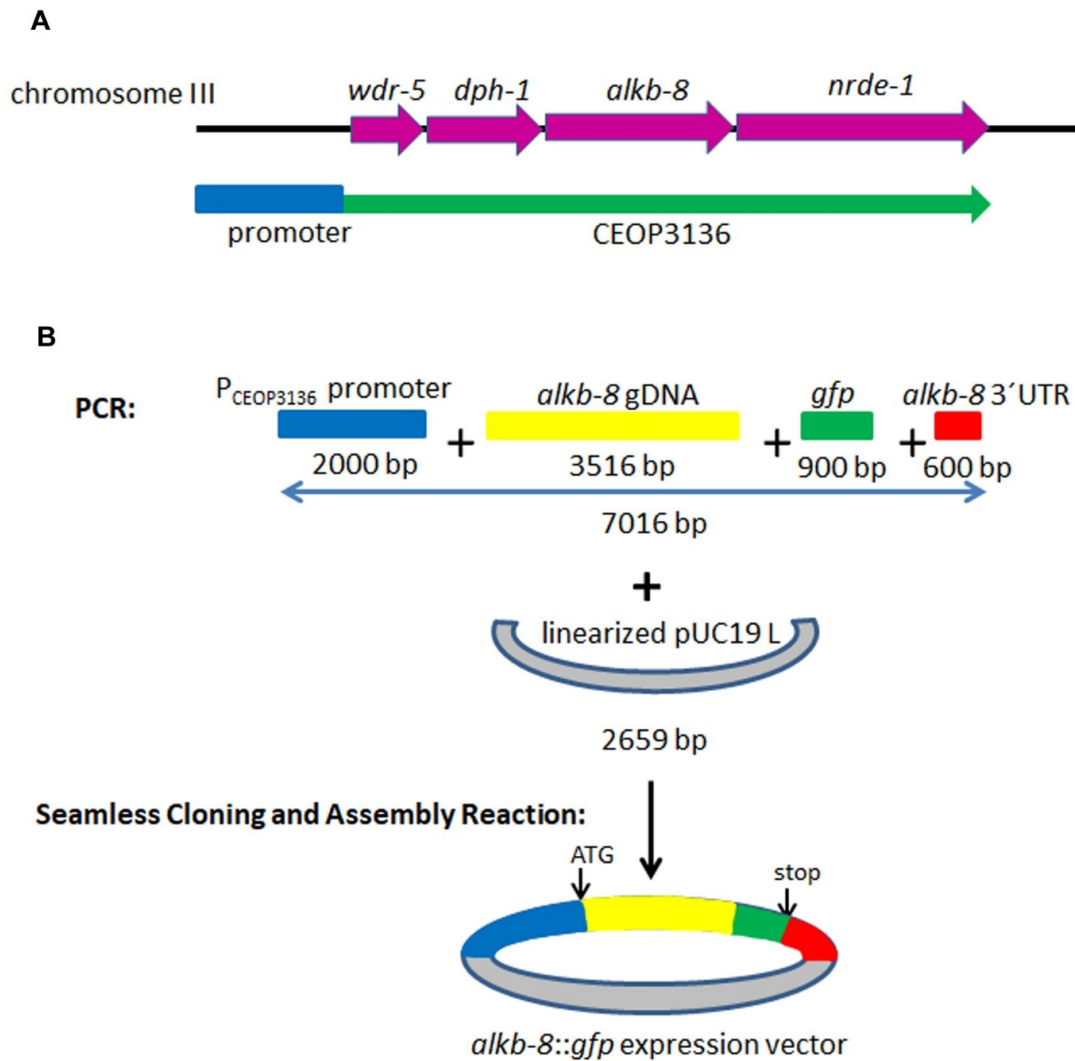 A
chromosome III
wdr-5 dph-1 alkb-8 nrde-1
promoter CEOP3136
B
PCR:
PCEOP3136 promoter alkb-8 gDNA gfp alkb-8 3´UTR
+ + +
2000 bp 3516 bp 900 bp 600 bp
7016 bp
+
linearized pUC19 L
2659 bp
Seamless Cloning and Assembly Reaction:
ATG
stop
alkb-8::gfp expression vector